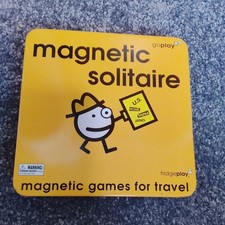 goplay
magnetic
solitaire
U.S.
WARNING
fridgeplay
magnetic games for travel